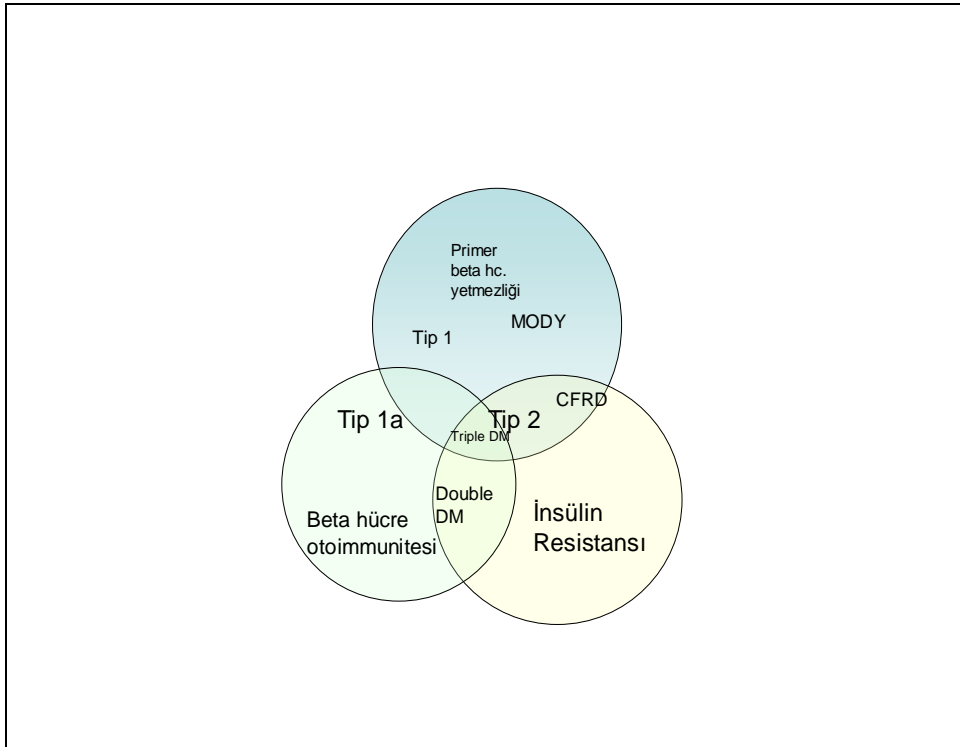 Primer
beta hc.
yetmezliği
MODY
Tip 1
CFRD
Tip 1a
Tip 2
Triple DM
Double
DM
İnsülin
Resistansı
Beta hücre
otoimmunitesi